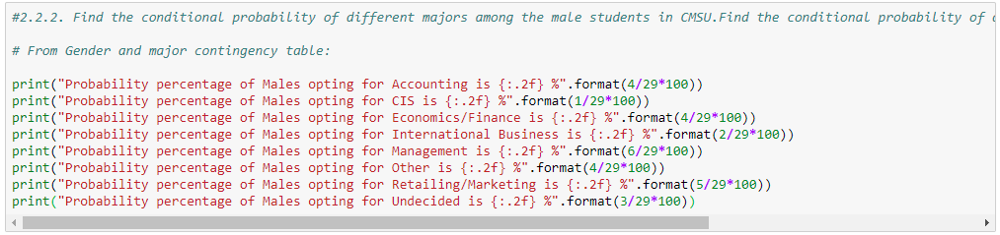 #2.2.2. Find the conditional probability of different majors among the male students in CMSU.Find the conditional probability of
# From Gender and major contingency table:
print("Probability percentage of Males opting for Accounting is {:.2f} %".format(4/29*100))
print("Probability percentage of Males opting for CIS is {:.2f} %".format(1/29*100))
print("Probability percentage of Males opting for Economics/Finance is {:.2f} %".format(4/29*100))
print("Probability percentage of Males opting for International Business is {:.2f} %".format(2/29*100))
print("Probability percentage of Males opting for Management is {:.2f} %".format(6/29*100))
print("Probability percentage of Males opting for Other is {:.2f} %".format(4/29*100))
print("Probability percentage of Males opting for Retailing/Marketing is {:.2f} %".format(5/29*100))
print("Probability percentage of Males opting for Undecided is {:.2f} %".format(3/29*100))